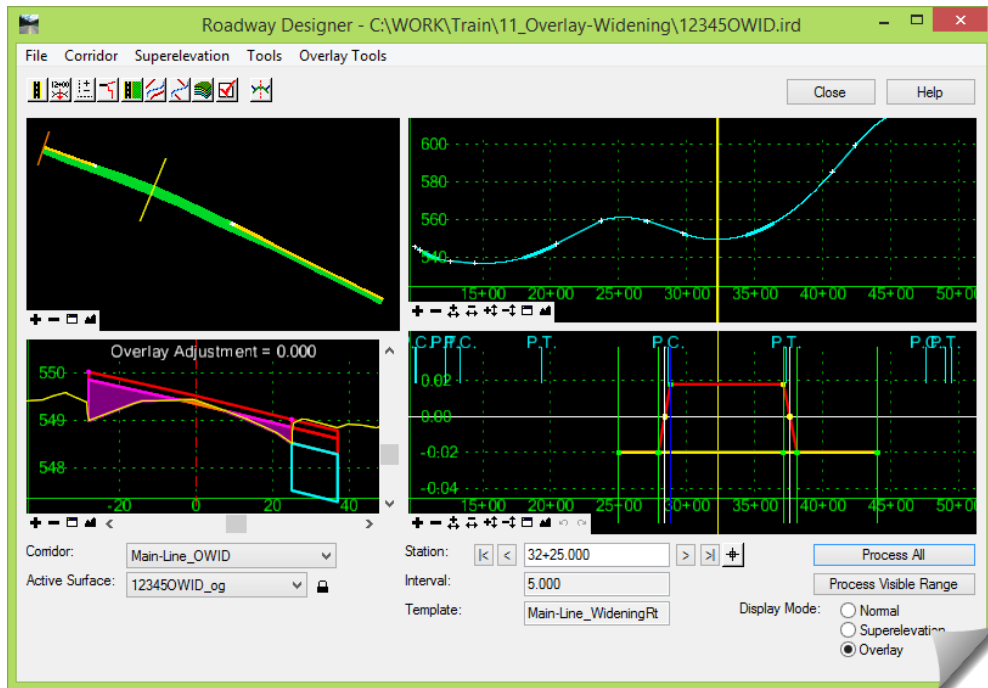 Roadway Designer - C:\WORK\Train\11_Overlay-Widening\12345OWID.ird
File Corridor Superelevation Tools Overlay Tools
12+00
Close Help
600
580
560
540
15+00 20+00 25+00 30+00 35+00 40+00 45+00 50+0
Overlay Adjustment = 0.000
550
549
548
-20 0 20 40
P.T. P.C. P.T.
0.02
0.00
-0.02
-0.04
15+00 20+00 25+00 30+00 35+00 40+00 45+00 50+00
Corridor: Main-Line_OWID
Active Surface: 12345OWID_og
Station: |< < 32+25.000 > >|
Interval: 5.000
Template: Main-Line_WideningRt
Process All
Process Visible Range
Display Mode: Normal
Superelevation
Overlay